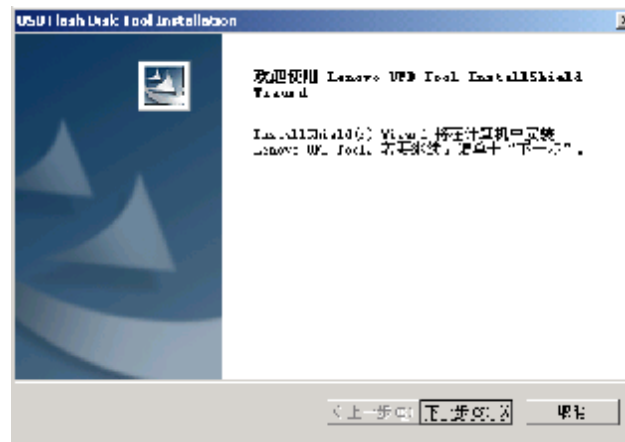 USB Flash Disk Tool Installation
欢迎使用 Lenovo UFD Tool InstallShield
Wizard
InstallShield(r) Wizard 将在计算机中安装
Lenovo UFD Tool。若要继续，请单击“下一步”。
< 上一步(B) 下一步(N) > 取消